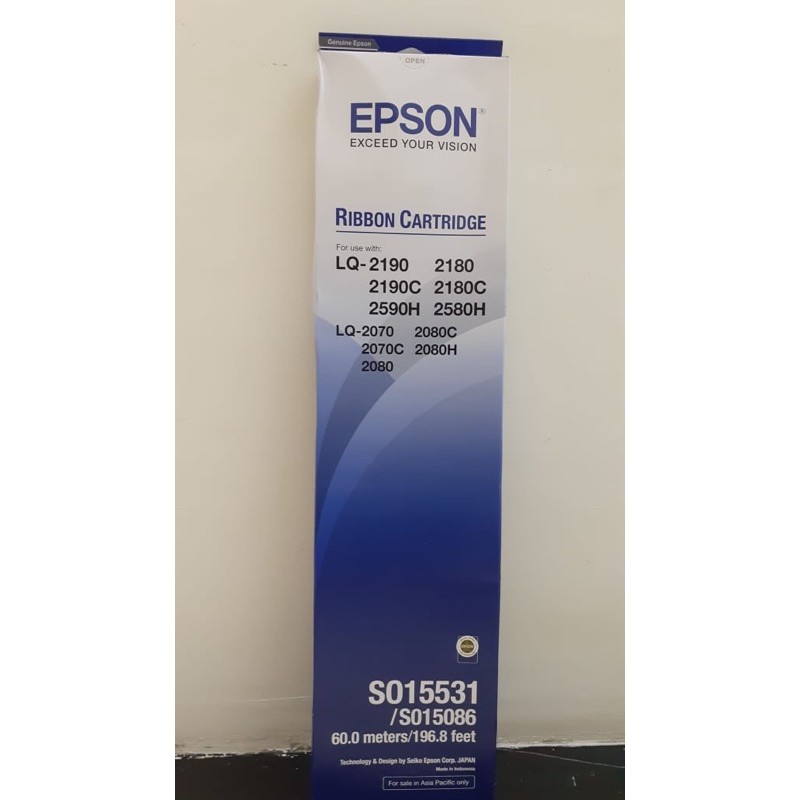 Genuine Epson
OPEN
EPSON®
EXCEED YOUR VISION
RIBBON CARTRIDGE
For use with:
LQ-2190 2180
2190C 2180C
2590H 2580H
LQ-2070 2080C
2070C 2080H
2080
EPSON
S015531
/S015086
60.0 meters/196.8 feet
Technology & Design by Seiko Epson Corp. JAPAN
Made in Indonesia
For sale in Asia Pacific only